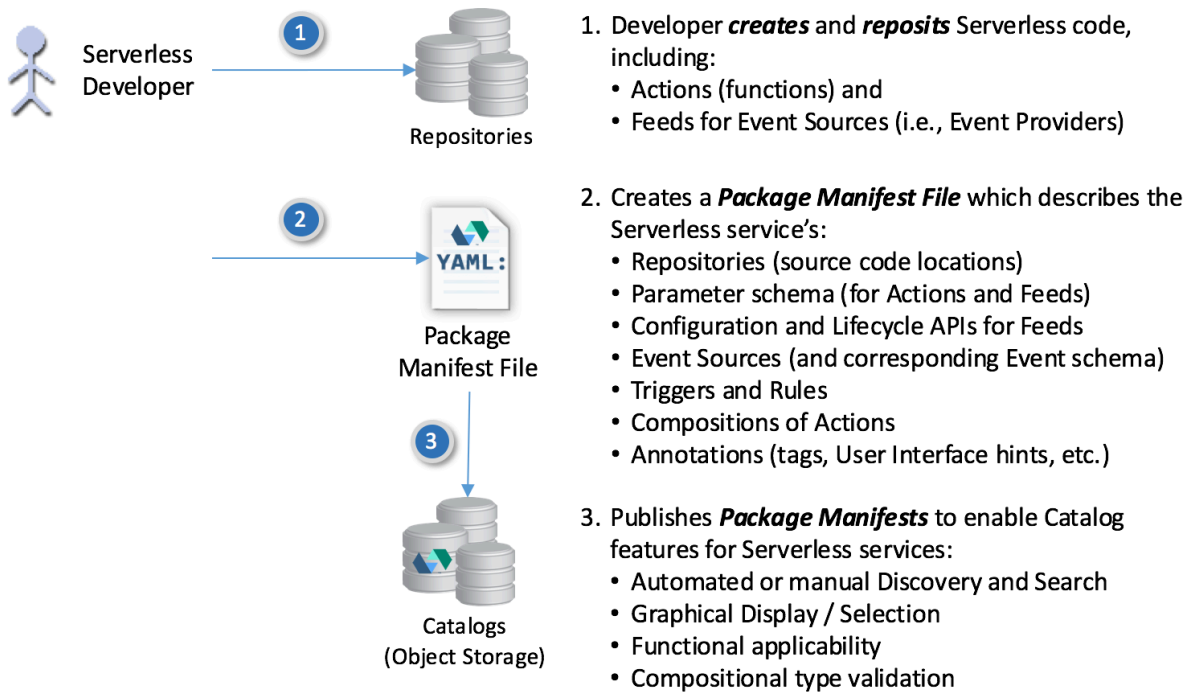 Serverless
Developer
1
Repositories
1. Developer creates and reposits Serverless code,
including:
• Actions (functions) and
• Feeds for Event Sources (i.e., Event Providers)
2
YAML:
Package
Manifest File
2. Creates a Package Manifest File which describes the
Serverless service’s:
• Repositories (source code locations)
• Parameter schema (for Actions and Feeds)
• Configuration and Lifecycle APIs for Feeds
• Event Sources (and corresponding Event schema)
• Triggers and Rules
• Compositions of Actions
• Annotations (tags, User Interface hints, etc.)
3
Catalogs
(Object Storage)
3. Publishes Package Manifests to enable Catalog
features for Serverless services:
• Automated or manual Discovery and Search
• Graphical Display / Selection
• Functional applicability
• Compositional type validation